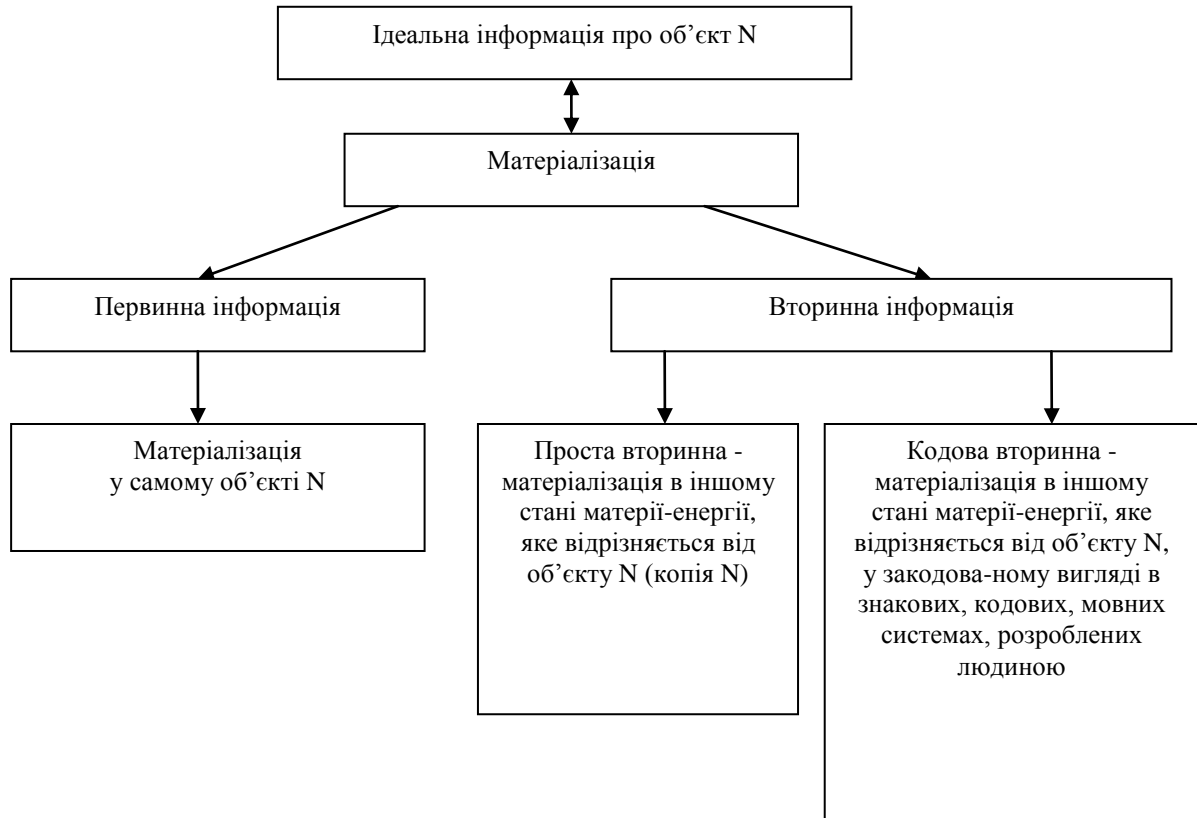 Ідеальна інформація про об’єкт N
Матеріалізація
Первинна інформація
Вторинна інформація
Матеріалізація
у самому об’єкті N
Проста вторинна -
матеріалізація в іншому
стані матерії-енергії,
яке відрізняється від
об’єкту N (копія N)
Кодова вторинна -
матеріалізація в іншому
стані матерії-енергії, яке
відрізняється від об’єкту N,
у закодова-ному вигляді в
знакових, кодових, мовних
системах, розроблених
людиною